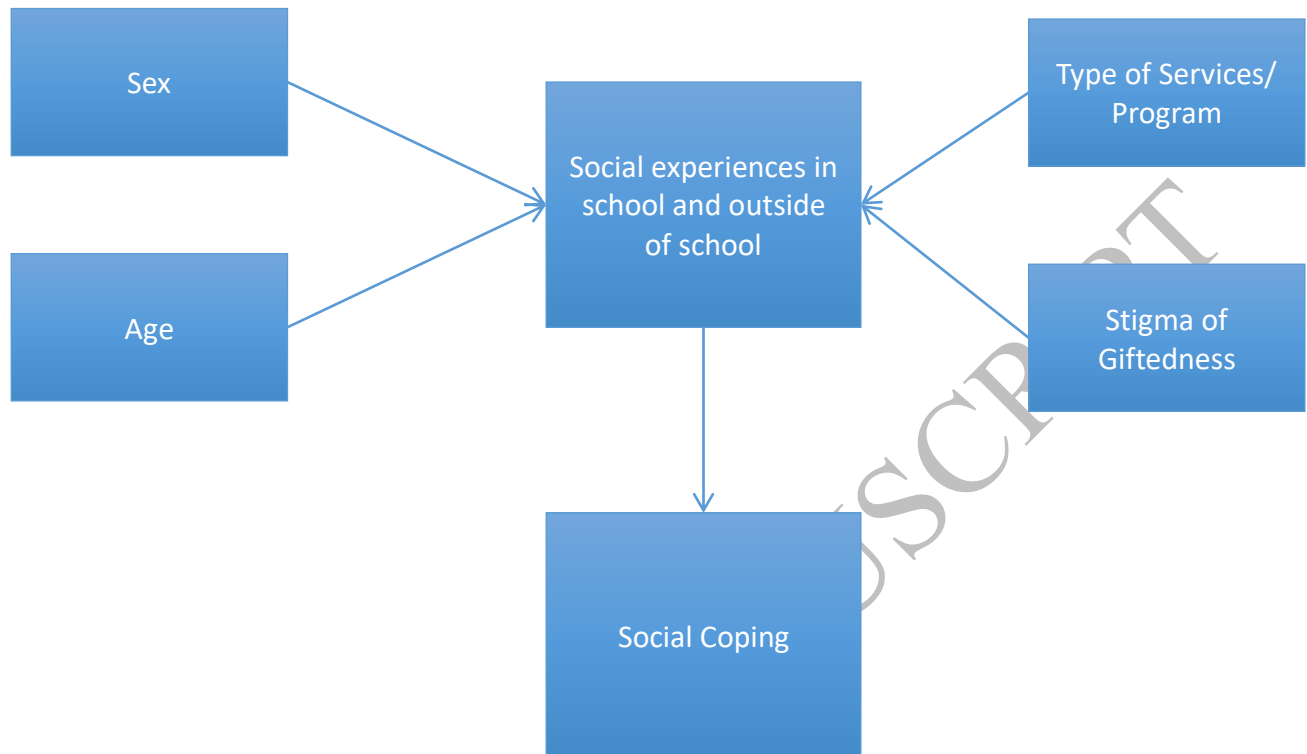 Sex
Type of Services/
Program
Social experiences in
school and outside
of school
Age
Stigma of
Giftedness
Social Coping